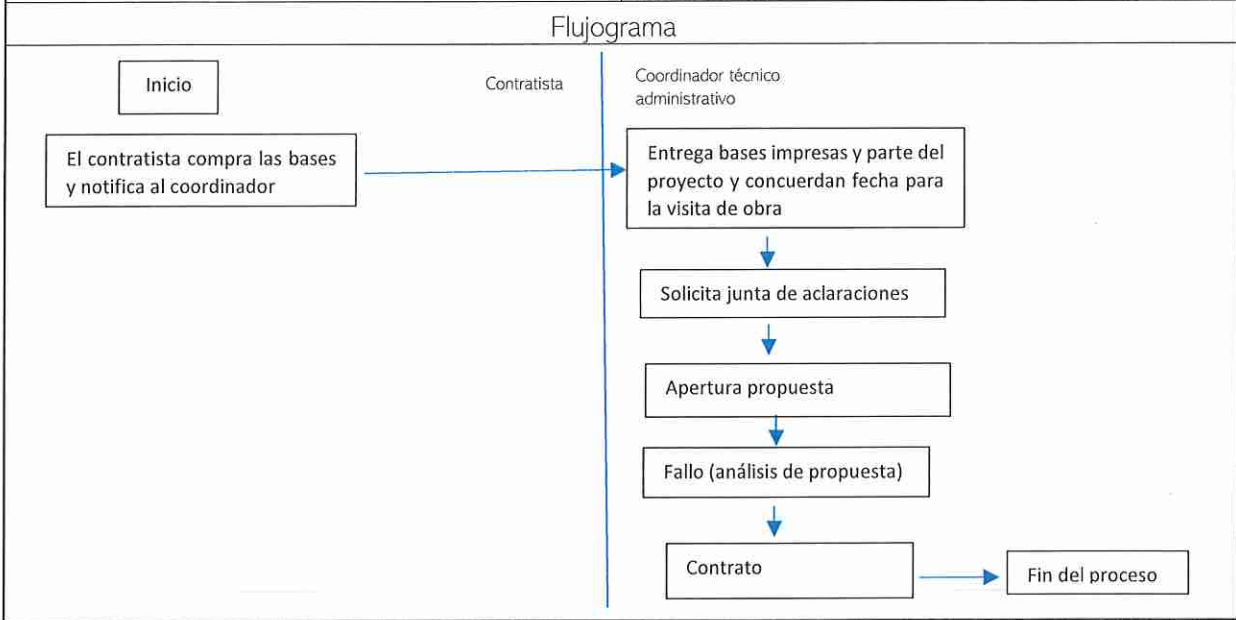 Flujograma
Inicio
Contratista
Coordinador técnico
administrativo
El contratista compra las bases
y notifica al coordinador
Entrega bases impresas y parte del
proyecto y concuerdan fecha para
la visita de obra
Solicita junta de aclaraciones
Apertura propuesta
Fallo (análisis de propuesta)
Contrato
Fin del proceso